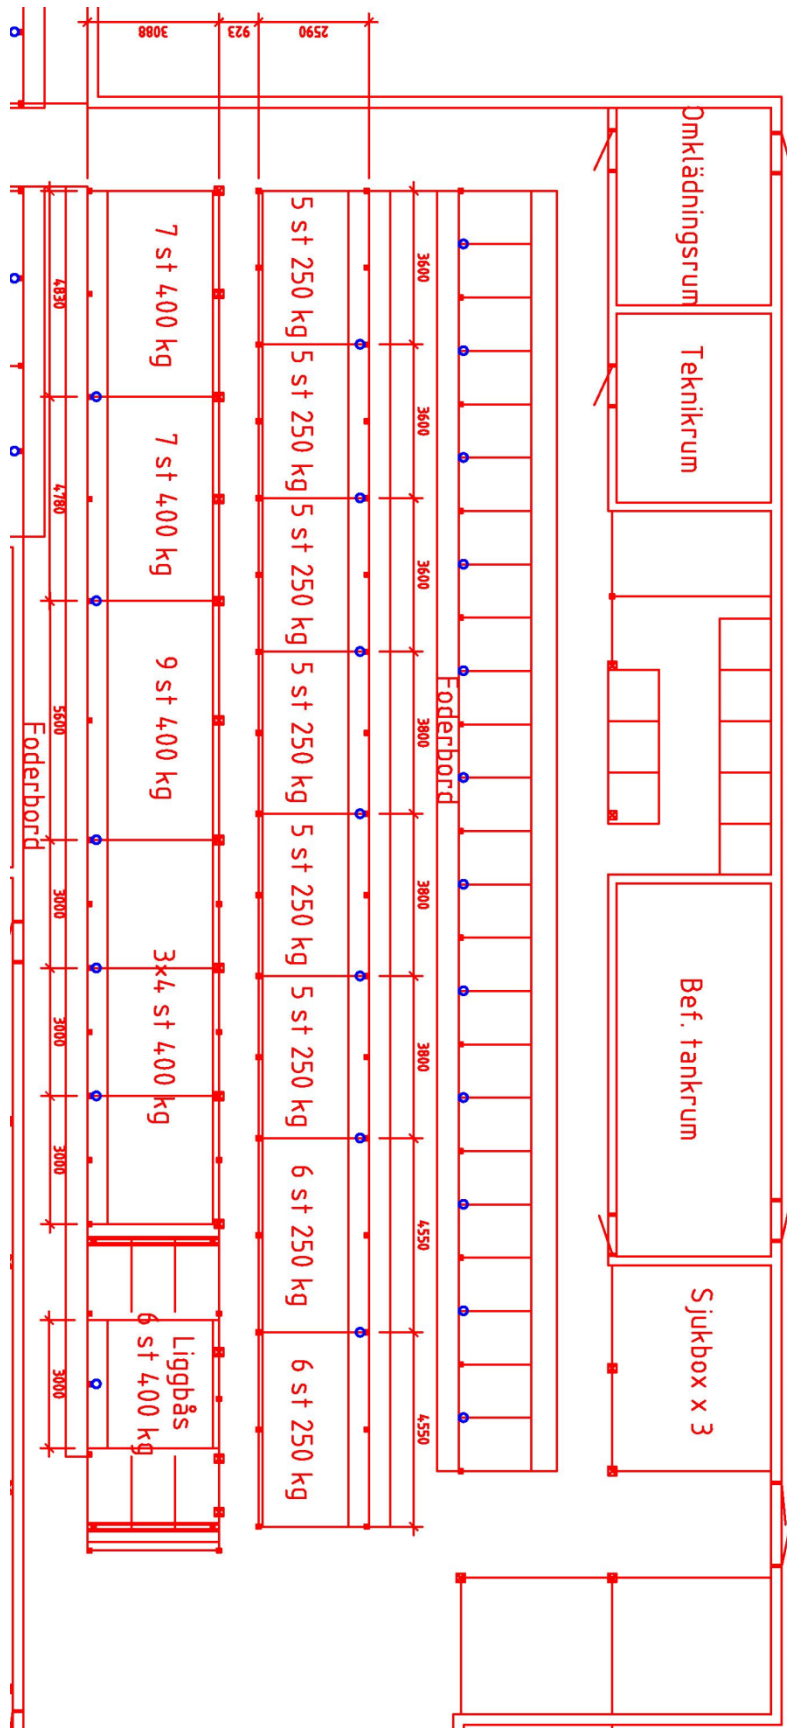 3088
923
2590
Omklädningsrum
Teknikrum
Bef. tankrum
Sjukbox x 3
3600
3600
3600
3800
3800
3800
4550
4550
Foderbord
5 st 250 kg
5 st 250 kg
5 st 250 kg
5 st 250 kg
5 st 250 kg
5 st 250 kg
6 st 250 kg
6 st 250 kg
7 st 400 kg
7 st 400 kg
9 st 400 kg
3x4 st 400 kg
Liggbås
6 st 400 kg
4830
4780
5600
3000
3000
3000
3000
Foderbord